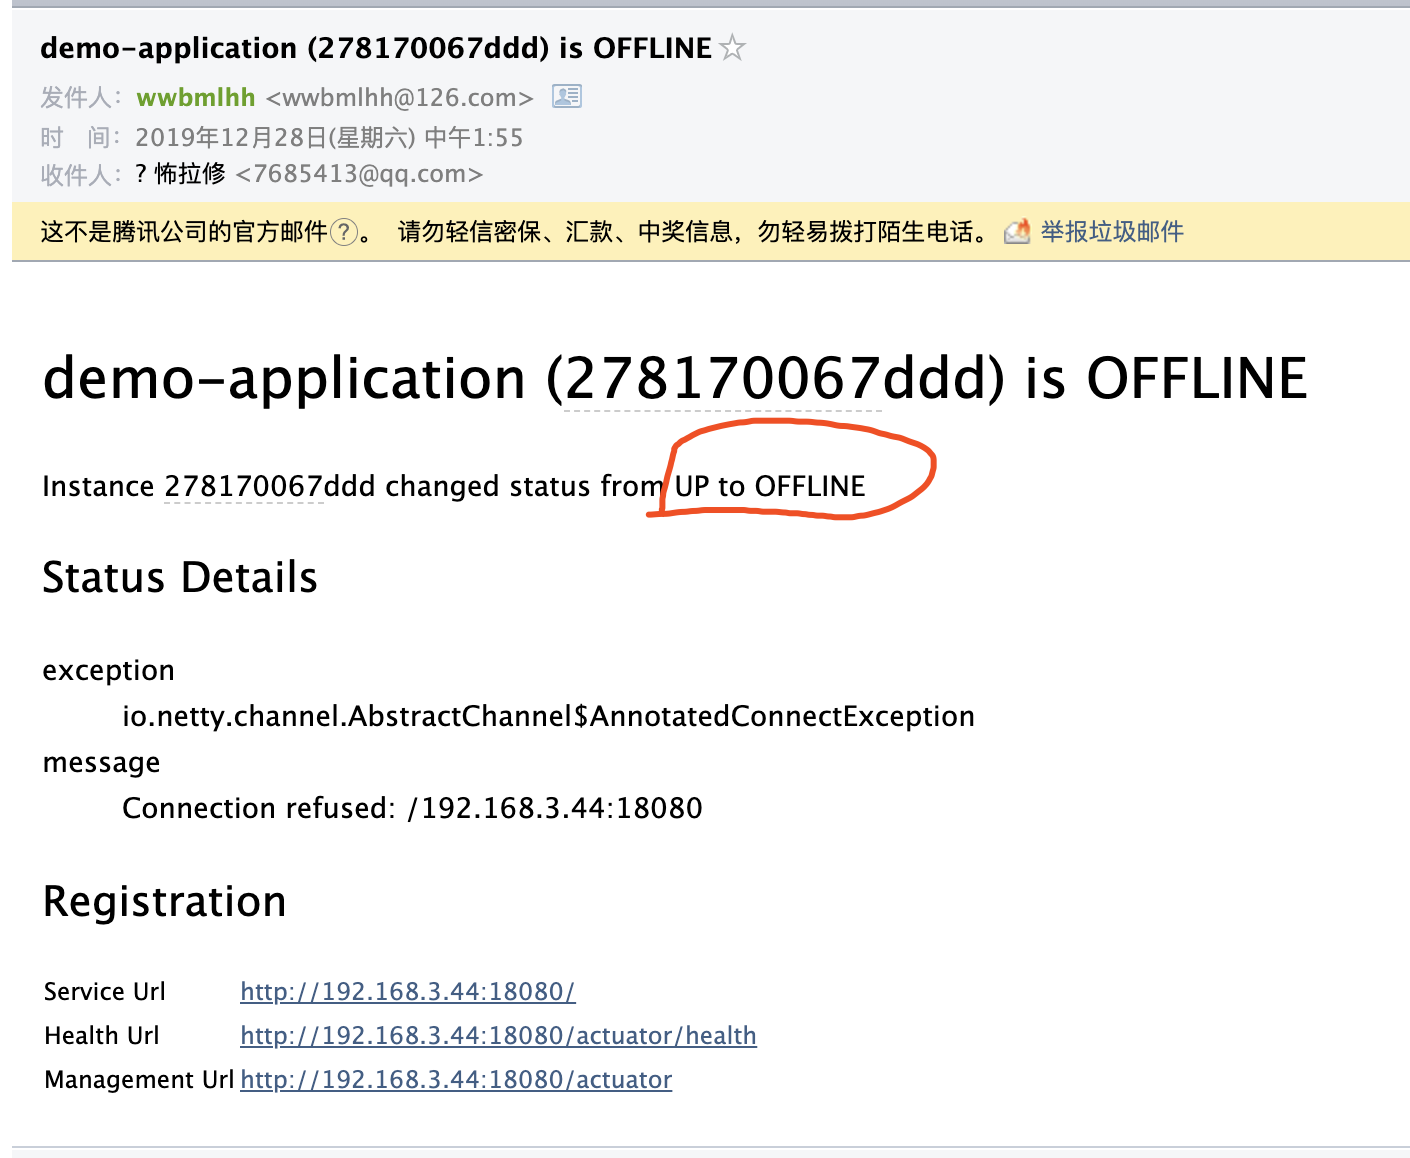 demo-application (278170067ddd) is OFFLINE
发件人： wwbmlhh <wwbmlhh@126.com>
时 间： 2019年12月28日(星期六) 中午1:55
收件人： ? 怖拉修 <7685413@qq.com>
这不是腾讯公司的官方邮件?。 请勿轻信密保、汇款、中奖信息，勿轻易拨打陌生电话。 举报垃圾邮件
demo-application (278170067ddd) is OFFLINE
Instance 278170067ddd changed status from UP to OFFLINE
Status Details
exception
io.netty.channel.AbstractChannel$AnnotatedConnectException
message
Connection refused: /192.168.3.44:18080
Registration
Service Url http://192.168.3.44:18080/
Health Url http://192.168.3.44:18080/actuator/health
Management Url http://192.168.3.44:18080/actuator